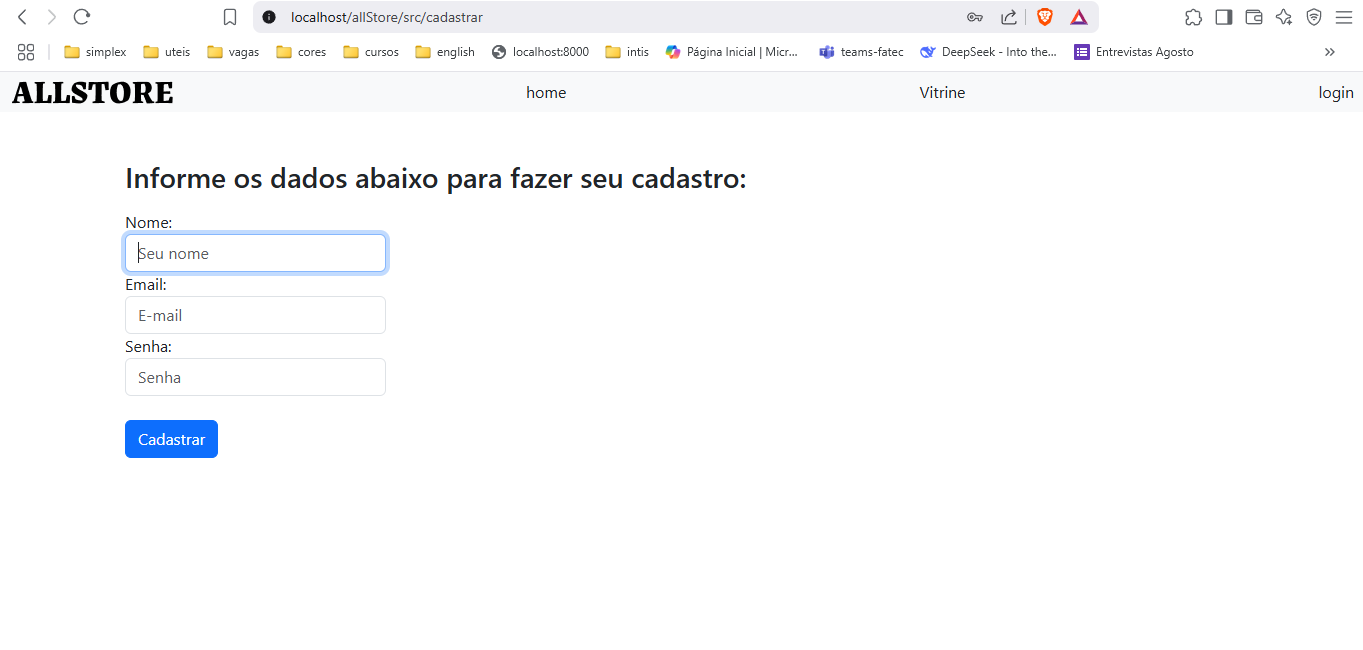 localhost/allStore/src/cadastrar
simplex uteis vagas cores cursos english localhost:8000 intis Página Inicial | Micr... teams-fatec DeepSeek - Into the... Entrevistas Agosto »
ALLSTORE home Vitrine login
Informe os dados abaixo para fazer seu cadastro:
Nome:
Seu nome
Email:
E-mail
Senha:
Senha
Cadastrar